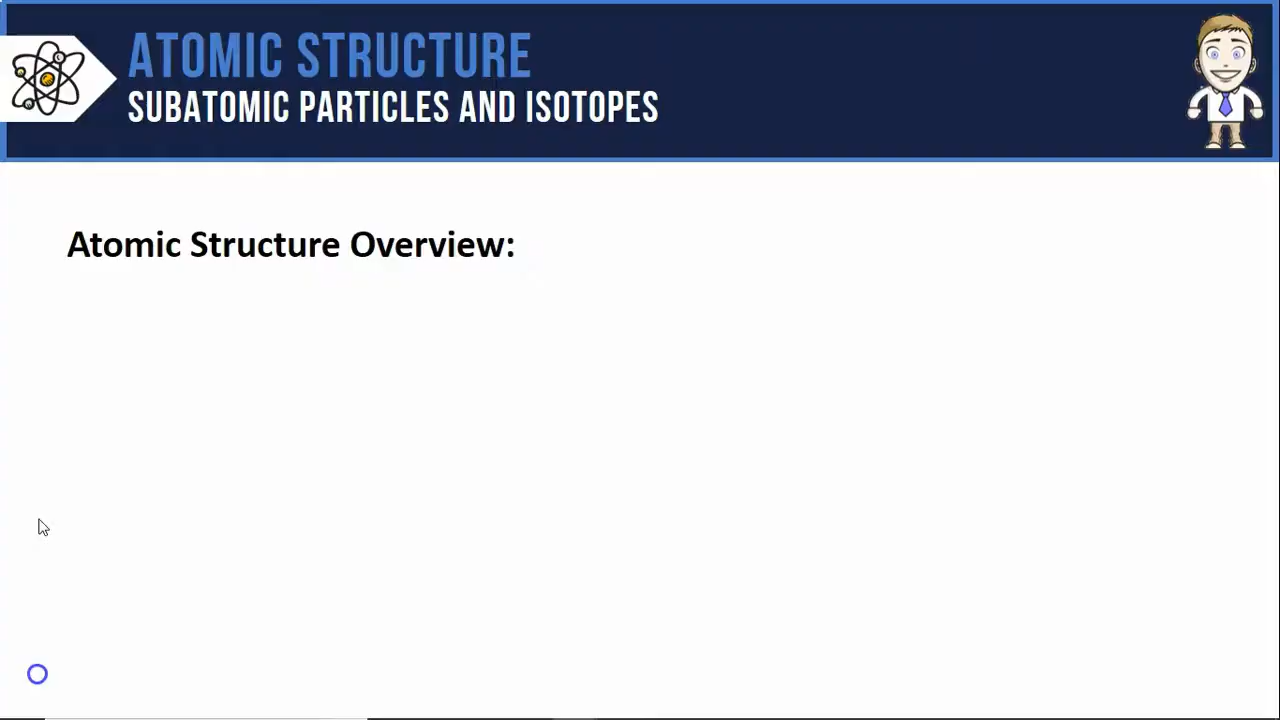 ATOMIC STRUCTURE
SUBATOMIC PARTICLES AND ISOTOPES
Atomic Structure Overview: